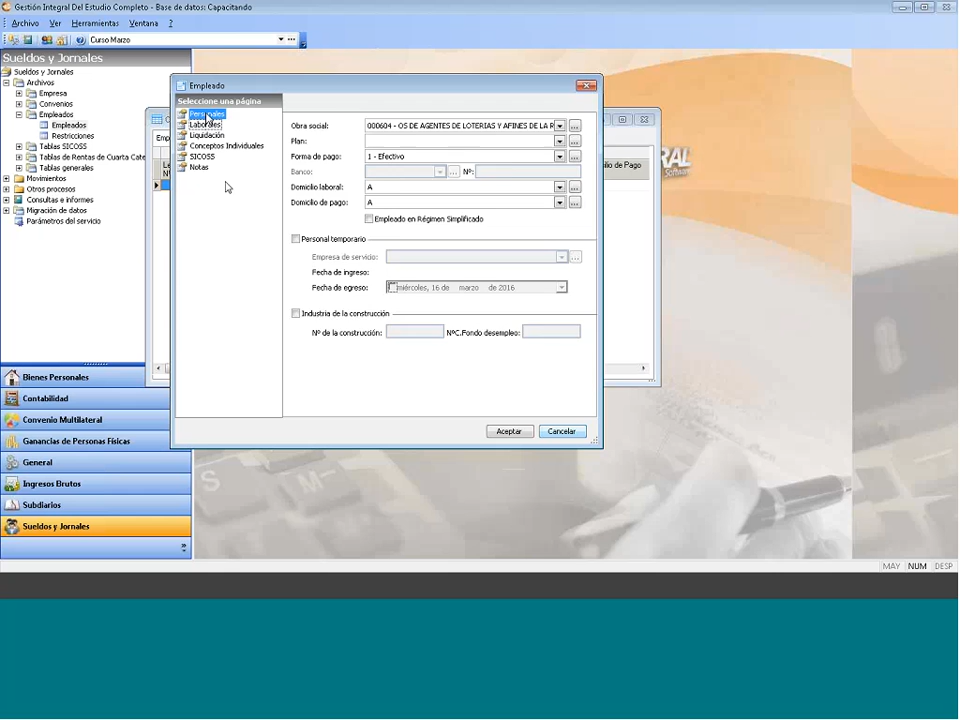 Gestión Integral Del Estudio Completo - Base de datos: Capacitando
Archivo Ver Herramientas Ventana ?
Curso Marzo
Sueldos y Jornales
Sueldos y Jornales
Archivos
Empresa
Convenios
Empleados
Empleados
Restricciones
Tablas SICOSS
Tablas de Rentas de Cuarta Cate
Tablas generales
Movimientos
Otros procesos
Consultas e informes
Migración de datos
Parámetros del servicio
Bienes Personales
Contabilidad
Convenio Multilateral
Ganancias de Personas Físicas
General
Ingresos Brutos
Subdiarios
Sueldos y Jornales
Empleado
Seleccione una página
Personales
Laborales
Liquidación
Conceptos Individuales
SICOSS
Notas
Obra social: 000604 - OS DE AGENTES DE LOTERIAS Y AFINES DE LA R
Plan:
Forma de pago: 1 - Efectivo
Banco: Nº:
Domicilio laboral: A
Domicilio de pago: A
Empleado en Régimen Simplificado
Personal temporario
Empresa de servicio:
Fecha de ingreso:
Fecha de egreso: miércoles, 16 de marzo de 2016
Industria de la construcción
Nº de la construcción: NºC.Fondo desempleo:
Aceptar Cancelar
Emp
Le
Nº
ilio de Pago
RAL
Software
MAY NUM DESP